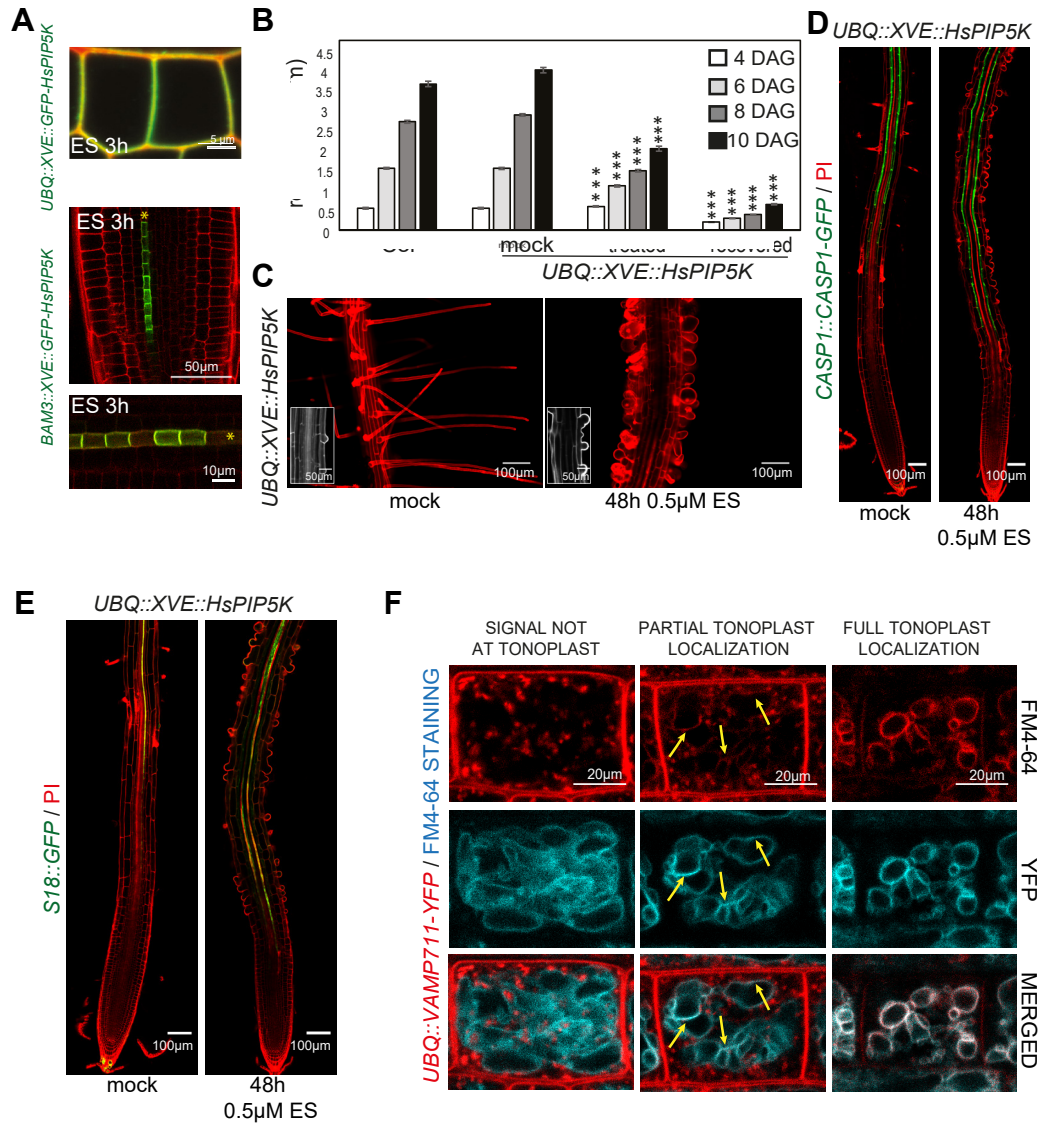 A
UBQ::XVE::GFP-HsPIP5K
ES 3h
5 µm
BAM3::XVE::GFP-HsPIP5K
ES 3h
*
50µm
ES 3h
*
10µm
B
4.5
4
3.5
3
2.5
2
1.5
1
0.5
0
4 DAG
6 DAG
8 DAG
10 DAG
***
***
***
***
***
***
***
***
mock
treated
recovered
UBQ::XVE::HsPIP5K
C
UBQ::XVE::HsPIP5K
50µm
100µm
50µm
100µm
mock
48h 0.5µM ES
D
UBQ::XVE::HsPIP5K
CASP1::CASP1-GFP / PI
100µm
100µm
mock
48h
0.5µM ES
E
UBQ::XVE::HsPIP5K
S18::GFP / PI
100µm
100µm
mock
48h
0.5µM ES
F
SIGNAL NOT
AT TONOPLAST
PARTIAL TONOPLAST
LOCALIZATION
FULL TONOPLAST
LOCALIZATION
UBQ::VAMP711-YFP / FM4-64 STAINING
20µm
20µm
20µm
FM4-64
YFP
MERGED